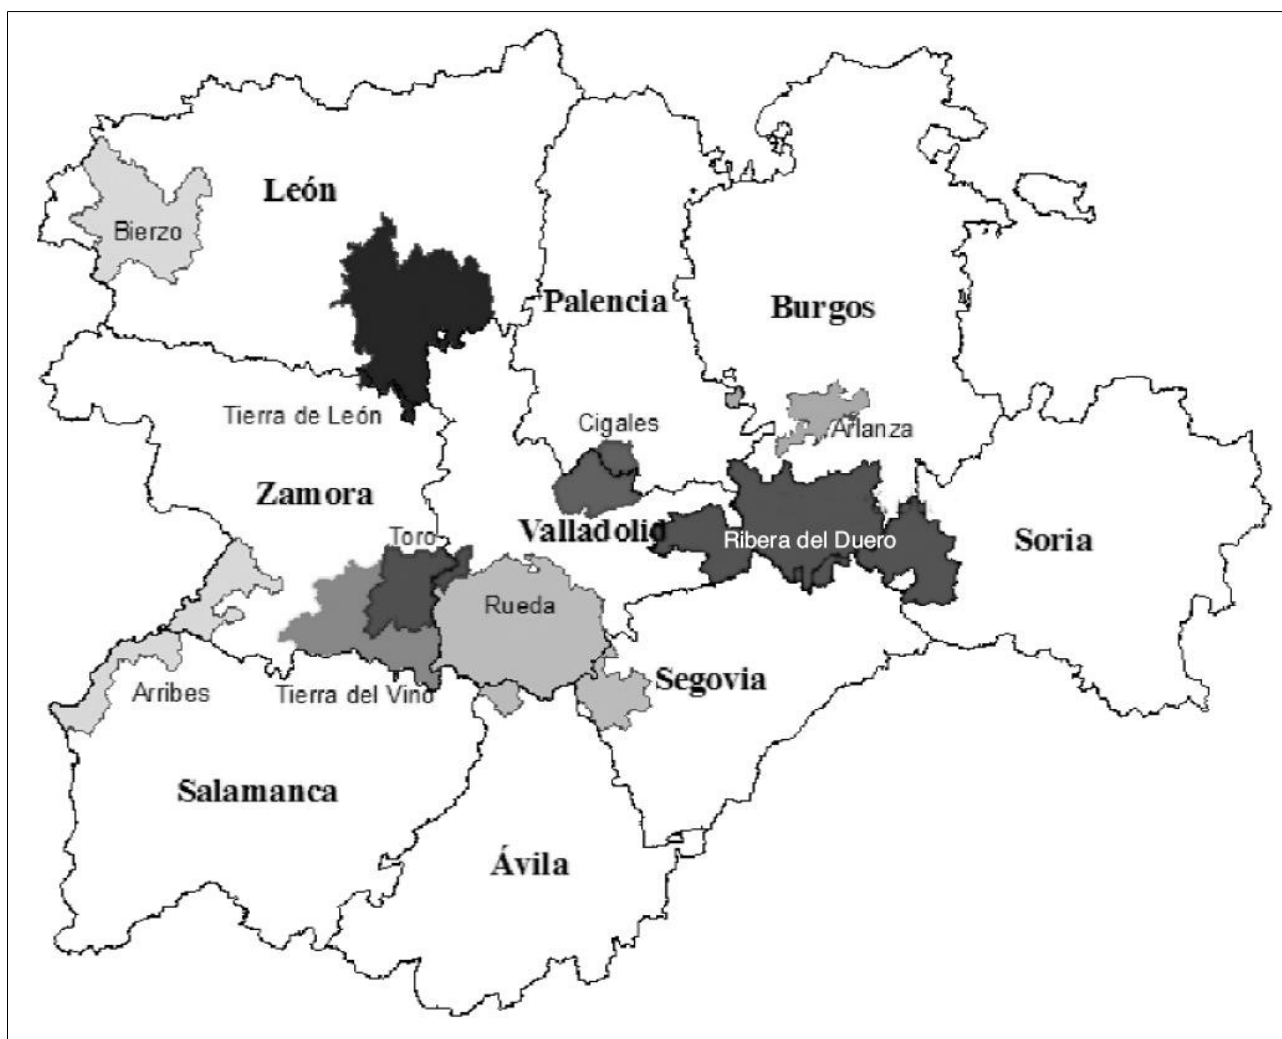 León
Bierzo
Palencia
Burgos
Tierra de León
Cigales
Arlanza
Zamora
Valladolid
Toro
Ribera del Duero
Soria
Rueda
Arribes
Tierra del Vino
Segovia
Salamanca
Ávila